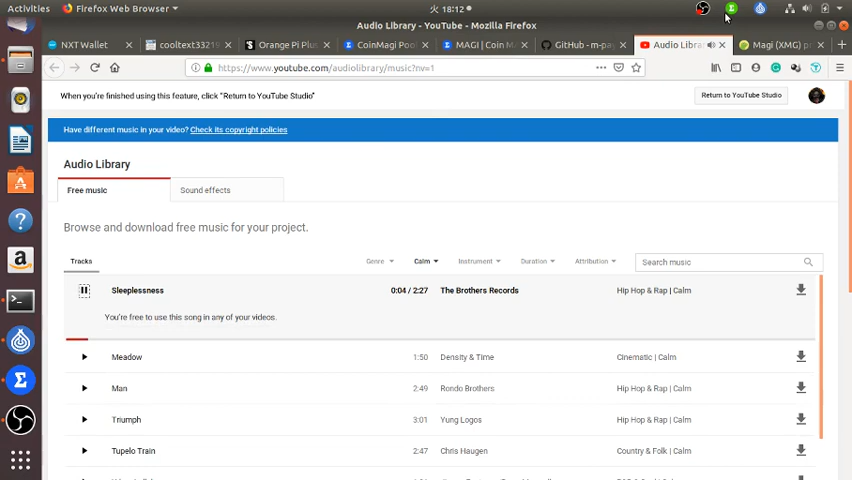 Activities Firefox Web Browser 火 18:12
Audio Library - YouTube - Mozilla Firefox
NXT Wallet cooltext33219 Orange Pi Plus CoinMagi Pool MAGI | Coin M GitHub - m-pa Audio Librar Magi (XMG) pr
https://www.youtube.com/audiolibrary/music?nv=1
When you're finished using this feature, click "Return to YouTube Studio" Return to YouTube Studio
Have different music in your video? Check its copyright policies
Audio Library
Free music Sound effects
Browse and download free music for your project.
Tracks Genre Calm Instrument Duration Attribution Search music
Sleeplessness 0:04 / 2:27 The Brothers Records Hip Hop & Rap | Calm
You're free to use this song in any of your videos.
Meadow 1:50 Density & Time Cinematic | Calm
Man 2:49 Rondo Brothers Hip Hop & Rap | Calm
Triumph 3:01 Yung Logos Hip Hop & Rap | Calm
Tupelo Train 2:47 Chris Haugen Country & Folk | Calm